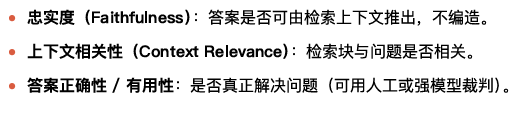 • 忠实度（Faithfulness）：答案是否可由检索上下文推出，不编造。
• 上下文相关性（Context Relevance）：检索块与问题是否相关。
• 答案正确性 / 有用性：是否真正解决问题（可用人工或强模型裁判）。